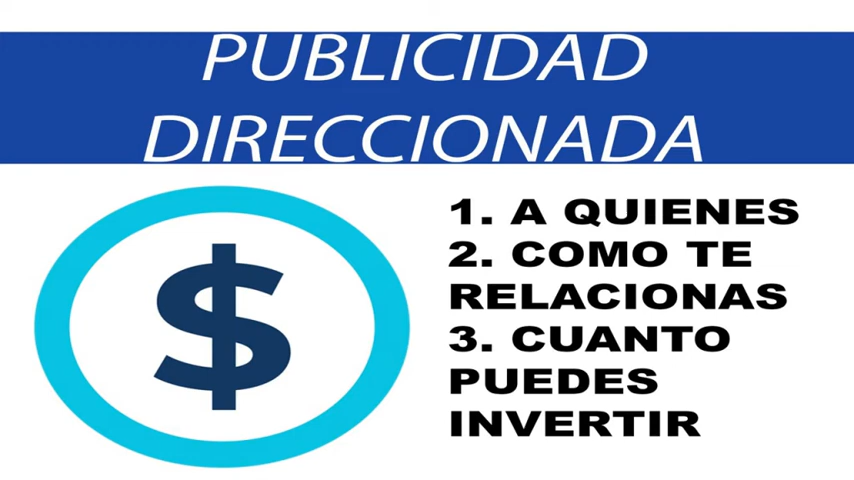 PUBLICIDAD
DIRECCIONADA
$
1. A QUIENES
2. COMO TE
RELACIONAS
3. CUANTO
PUEDES
INVERTIR